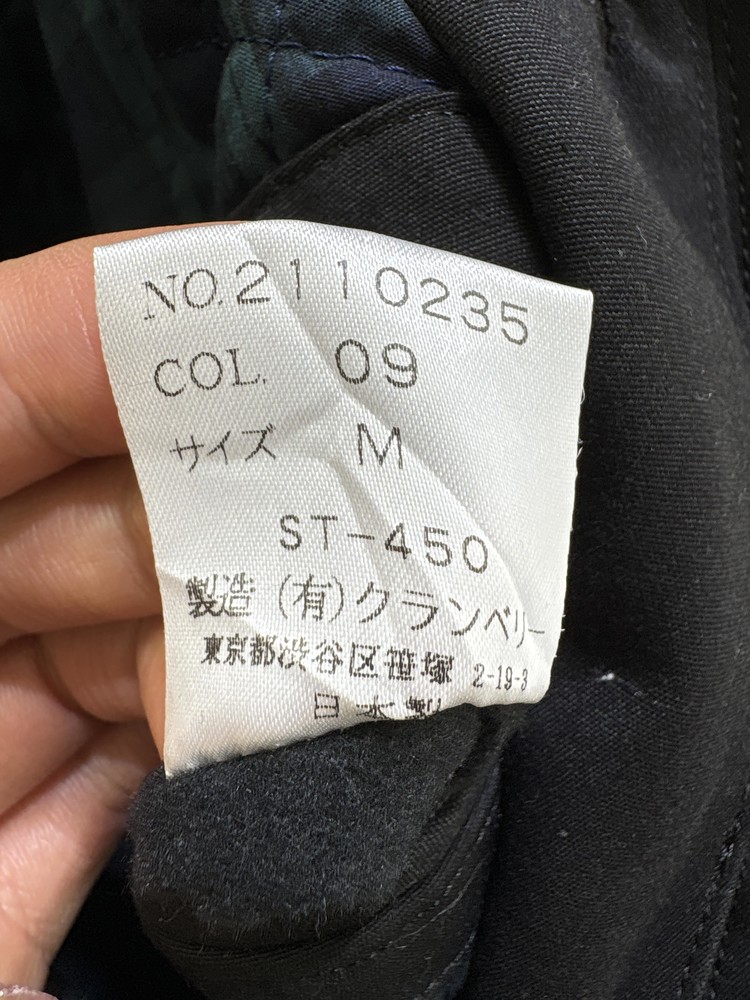 NO.2110235
COL. 09
サイズ M
ST-450
製造 (有)クランベリー
東京都渋谷区笹塚 2-19-3
日本製